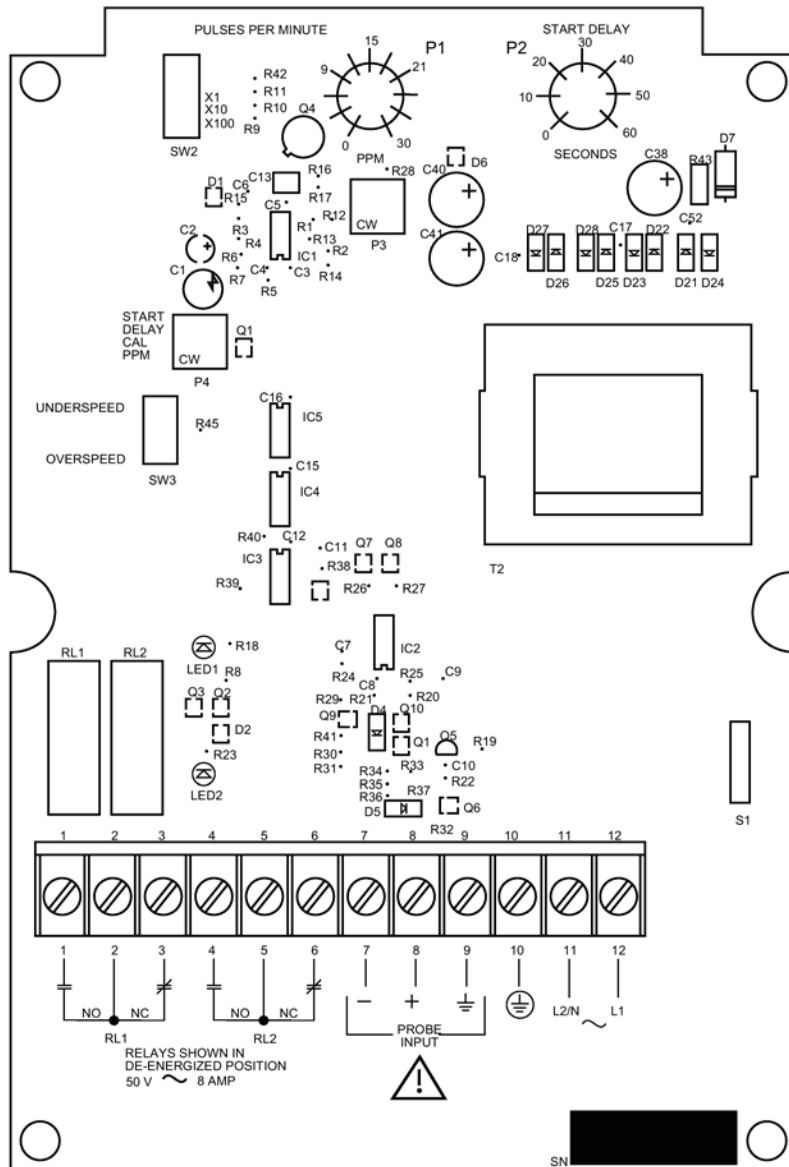 PULSES PER MINUTE
START DELAY
P1
P2
0
9
15
21
30
PPM
0
10
20
30
40
50
60
SECONDS
X1
X10
X100
SW2
R42
R11
R10
R9
Q4
D7
R43
C38
C52
D6
C40
C41
R28
CW
P3
R16
R17
C13
C5
D1
C6
R15
C2
R3
R4
R1
R12
R13
IC1
R2
R14
R6
C1
R7
C4
C3
R5
C18
D27
D26
D28
D25
C17
D23
D22
D21
D24
START
DELAY
CAL
PPM
CW
P4
Q1
UNDERSPEED
OVERSPEED
SW3
R45
C16
IC5
C15
IC4
R40
C12
IC3
R39
C11
R38
Q7
Q8
R26
R27
T2
RL1
RL2
LED1
R18
R8
Q3
Q2
D2
R23
LED2
C7
R24
IC2
C8
R25
C9
R29
R21
R20
Q9
D4
Q10
R41
Q1
Q5
R19
R30
R31
R34
R33
C10
R35
R22
R36
R37
D5
Q6
R32
S1
1 2 3 4 5 6 7 8 9 10 11 12
1 2 3 4 5 6 7 8 9 10 11 12
NO NC
RL1
NO NC
RL2
− +
PROBE
INPUT
L2/N L1
RELAYS SHOWN IN
DE-ENERGIZED POSITION
50 V ~ 8 AMP
!
SN